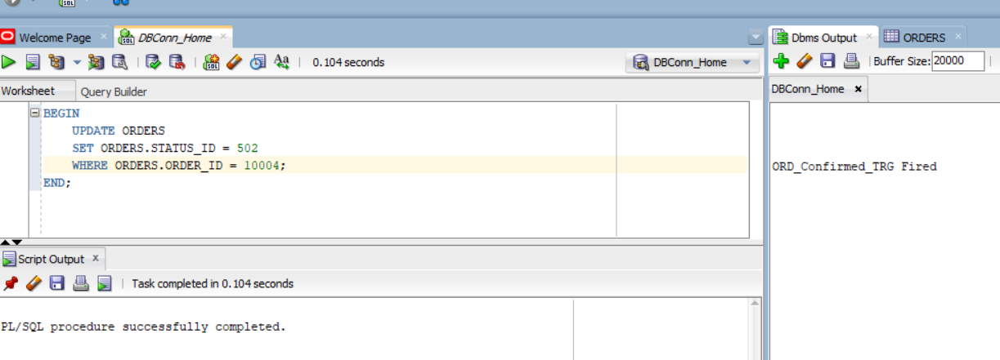 Welcome Page
DBConn_Home
Dbms Output
ORDERS
0.104 seconds
DBConn_Home
Buffer Size: 20000
Worksheet
Query Builder
DBConn_Home
BEGIN
UPDATE ORDERS
SET ORDERS.STATUS_ID = 502
WHERE ORDERS.ORDER_ID = 10004;
END;
ORD_Confirmed_TRG Fired
Script Output
Task completed in 0.104 seconds
PL/SQL procedure successfully completed.